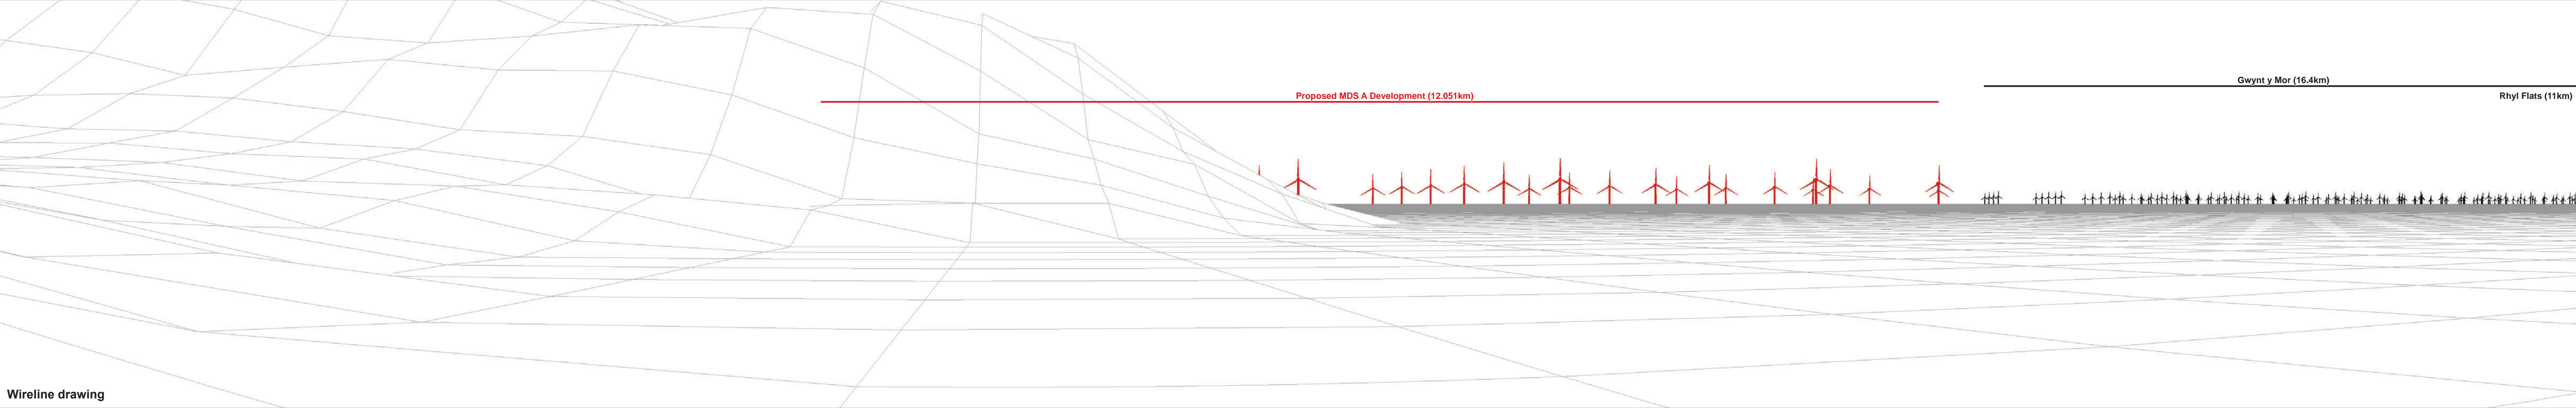 Gwynt y Mor (16.4km)
Proposed MDS A Development (12.051km)
Rhyl Flats (11km)
Wireline drawing